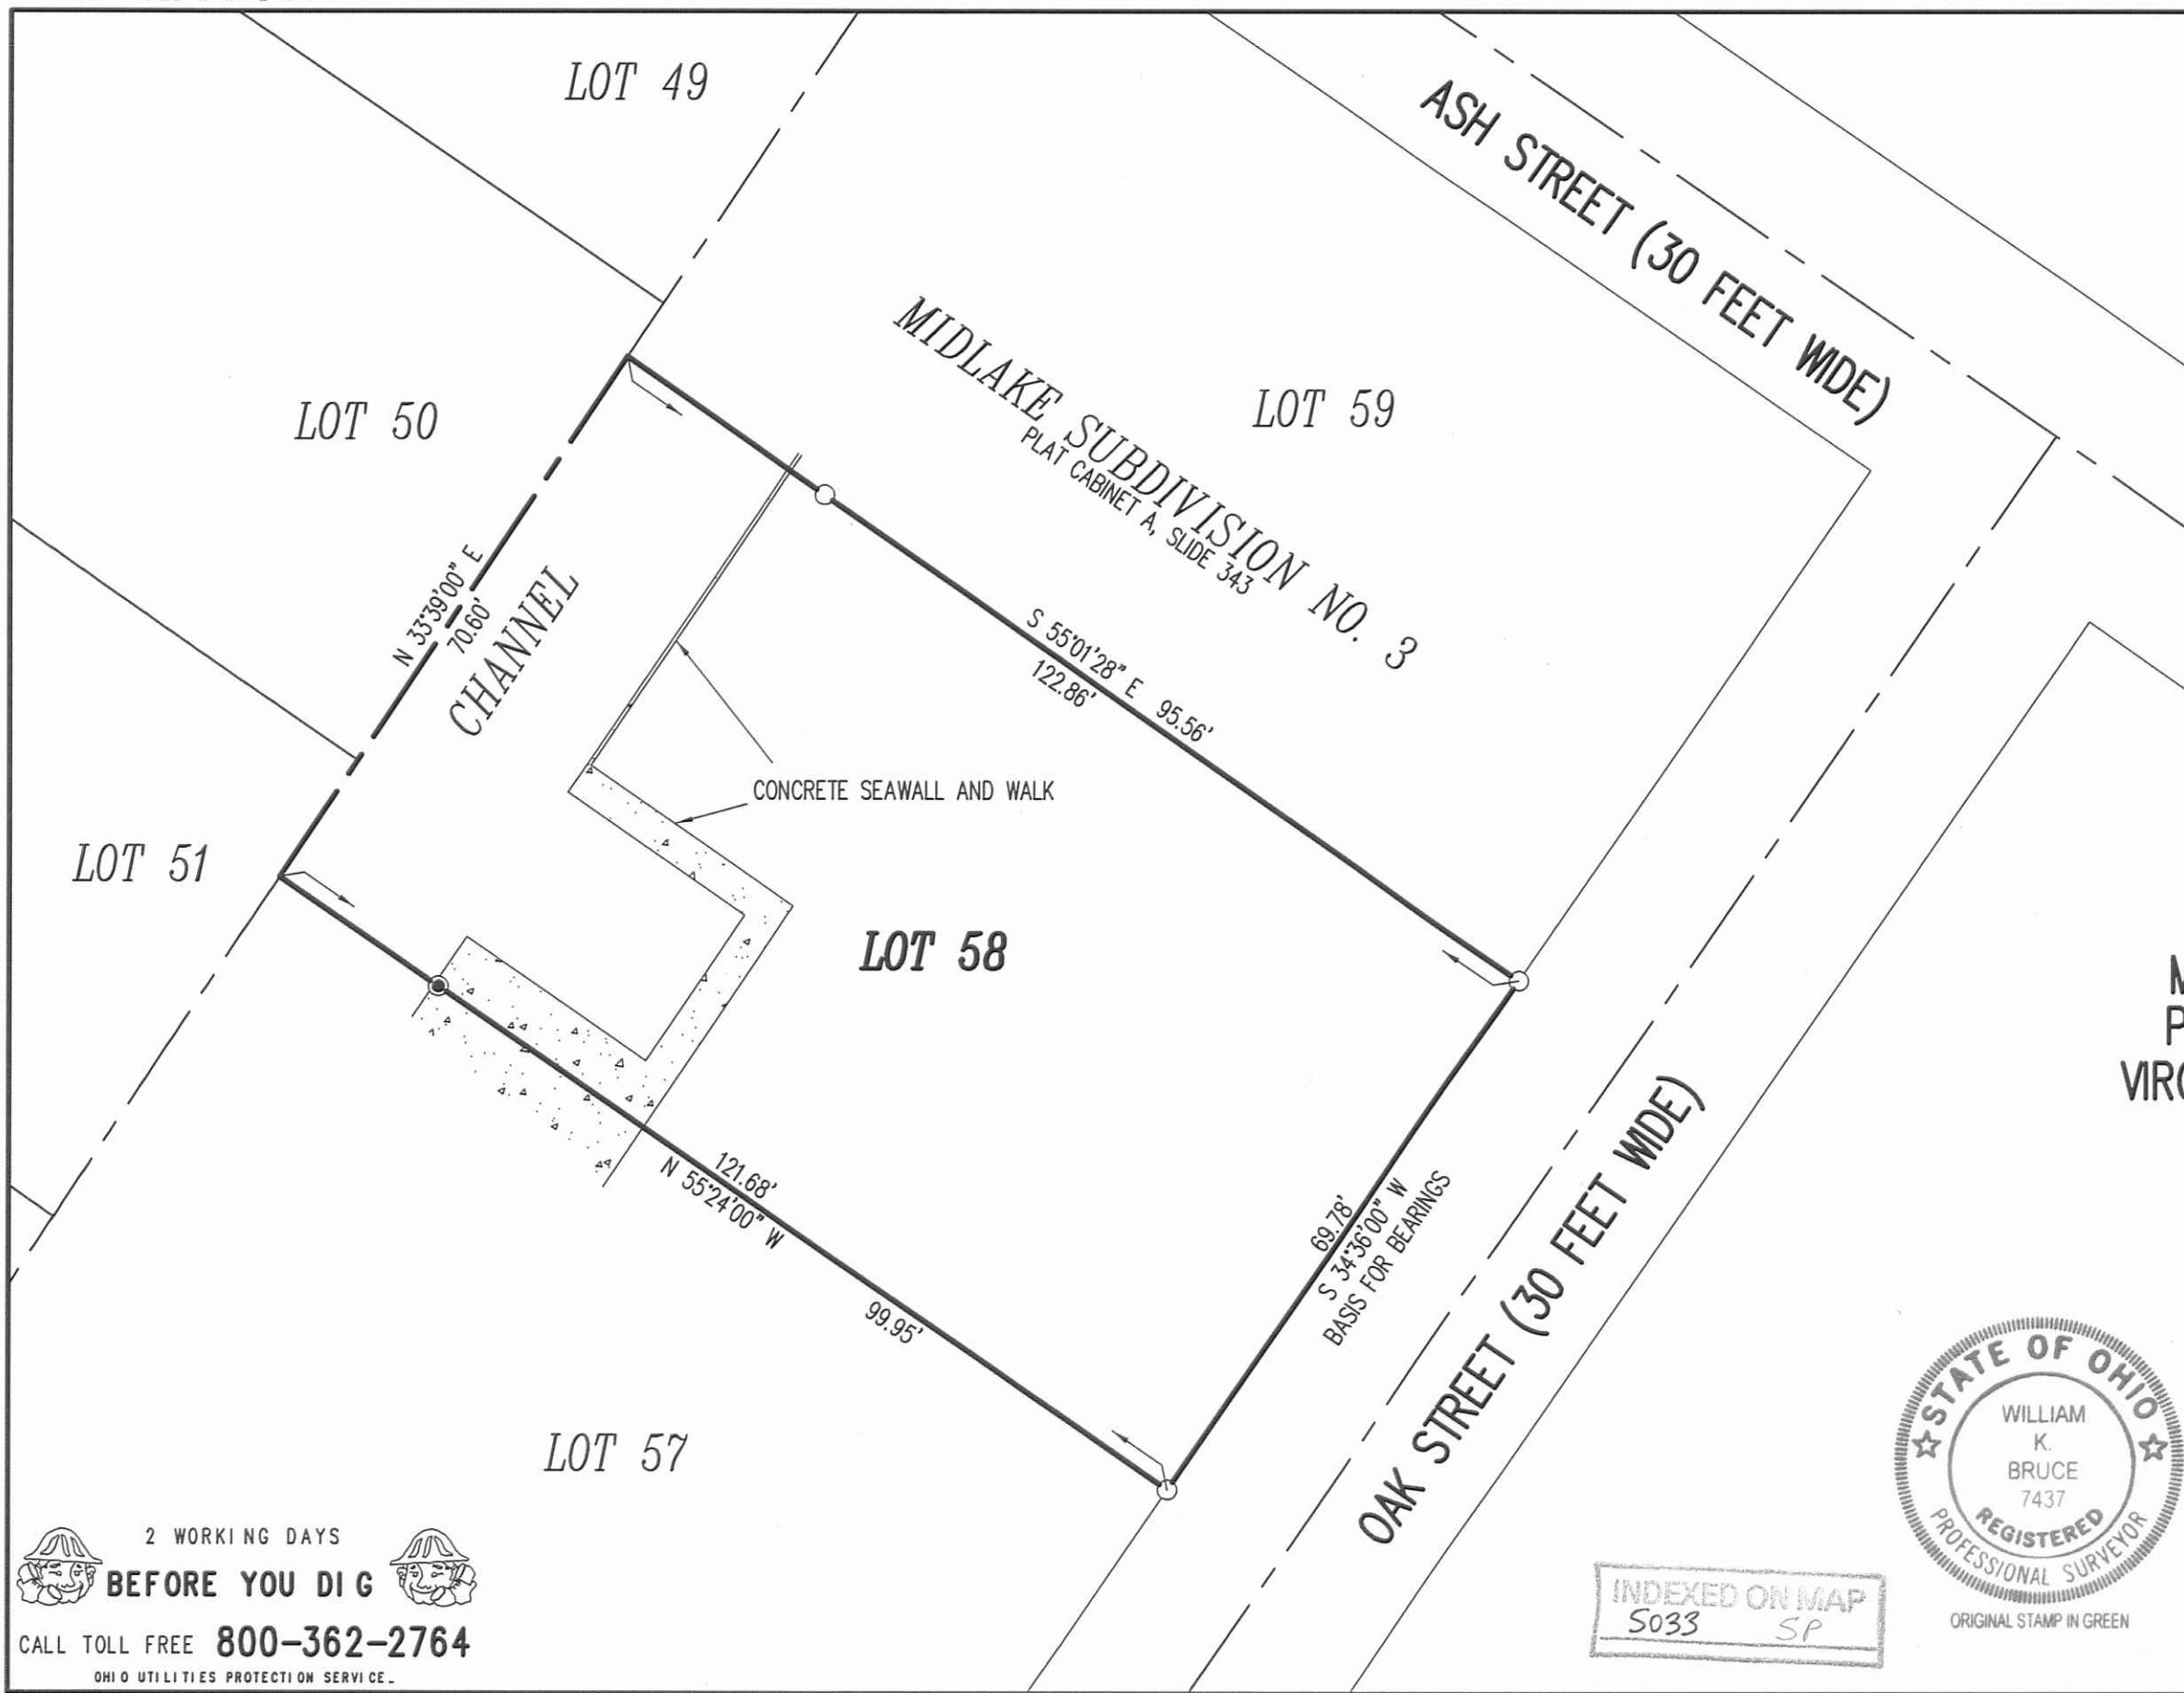 LOT 49
ASH STREET (30 FEET WIDE)
LOT 50
LOT 59
MIDLAKE SUBDIVISION NO. 3
PLAT CABINET A, SLIDE 343
N 33°39'00" E
70.60'
CHANNEL
S 55°01'28" E
122.86'
95.56'
CONCRETE SEAWALL AND WALK
LOT 51
LOT 58
121.68'
N 55°24'00" W
99.95'
69.78'
S 34°36'00" W
BASIS FOR BEARINGS
OAK STREET (30 FEET WIDE)
LOT 57
2 WORKING DAYS
BEFORE YOU DIG
CALL TOLL FREE 800-362-2764
OHIO UTILITIES PROTECTION SERVICE.
INDEXED ON MAP
5033 SP
STATE OF OHIO
WILLIAM
K.
BRUCE
7437
REGISTERED
PROFESSIONAL SURVEYOR
ORIGINAL STAMP IN GREEN